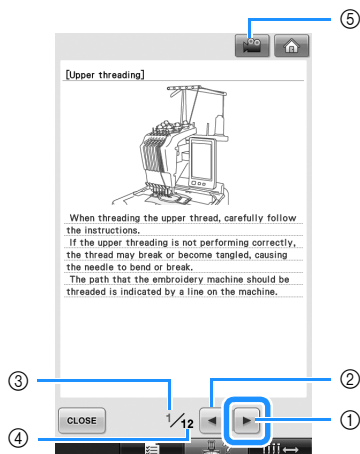 ⑤
[Upper threading]
When threading the upper thread, carefully follow
the instructions.
If the upper threading is not performing correctly,
the thread may break or become tangled, causing
the needle to bend or break.
The path that the embroidery machine should be
threaded is indicated by a line on the machine.
③
②
CLOSE
1/12
①
④